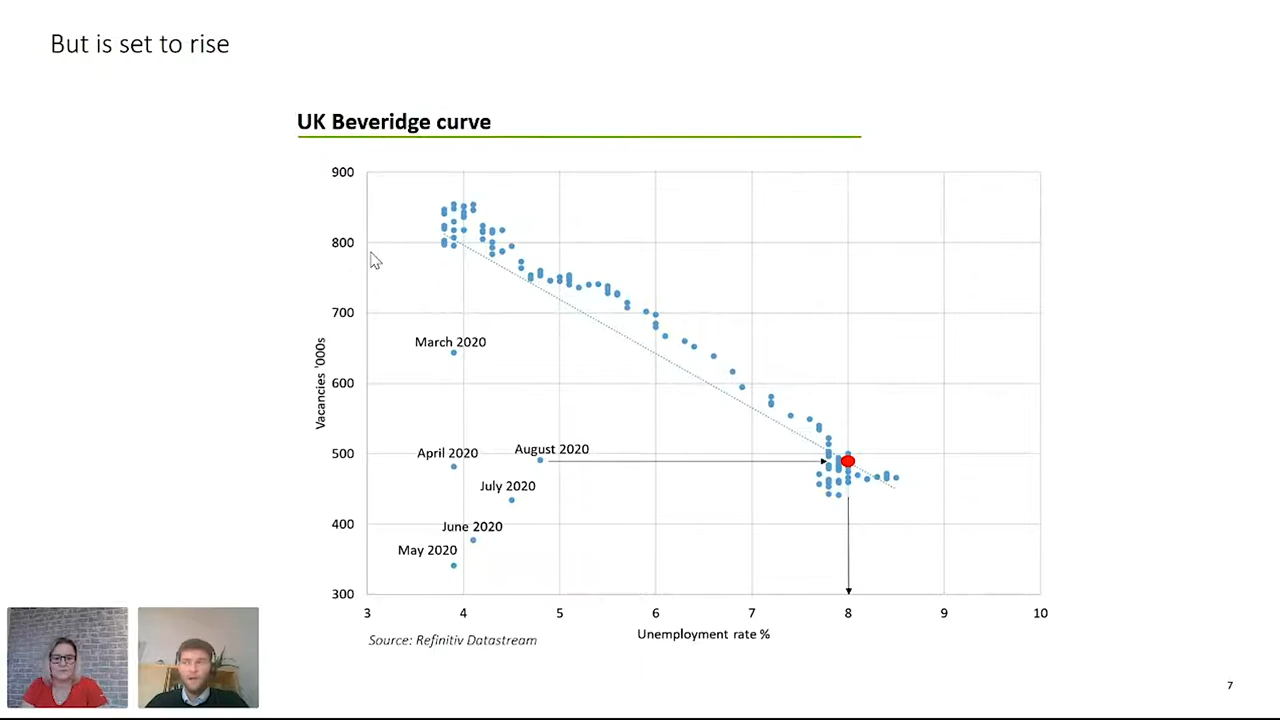 But is set to rise
UK Beveridge curve
900
800
700
600
500
400
300
Vacancies '000s
March 2020
April 2020
August 2020
July 2020
June 2020
May 2020
3 4 5 6 7 8 9 10
Unemployment rate %
Source: Refinitiv Datastream
7